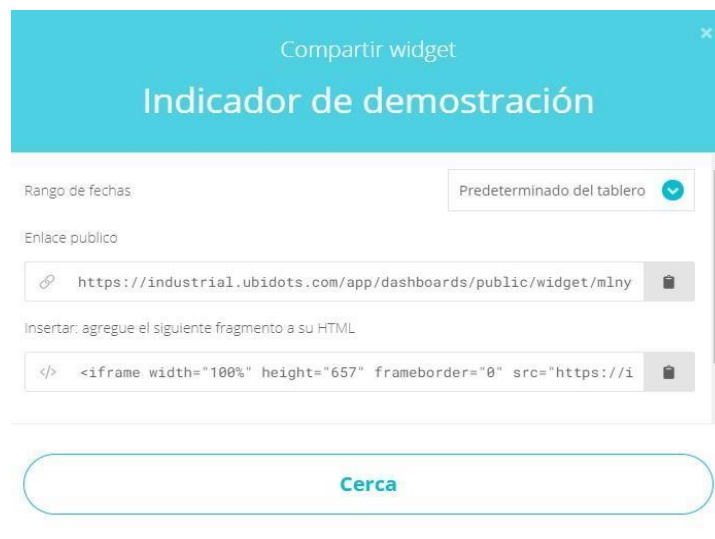 Compartir widget
Indicador de demostración
Rango de fechas
Predeterminado del tablero
Enlace publico
https://industrial.ubidots.com/app/dashboards/public/widget/mlny
Insertar: agregue el siguiente fragmento a su HTML
</> <iframe width="100%" height="657" frameborder="0" src="https://i
Cerca